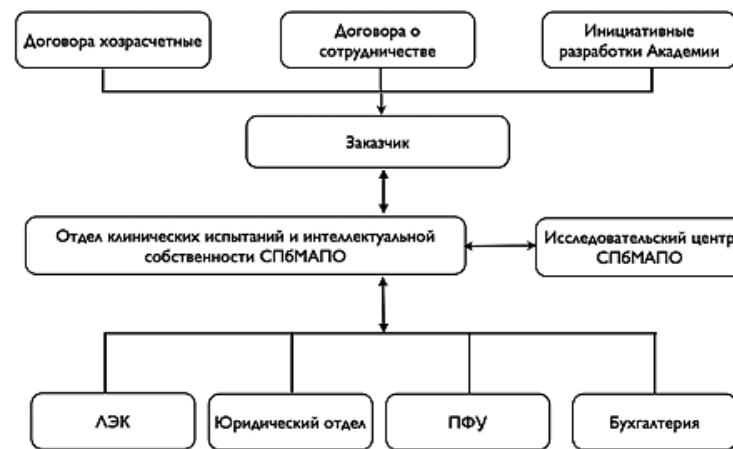 Договора хозрасчетные
Договора о
сотрудничестве
Инициативные
разработки Академии
Заказчик
Отдел клинических испытаний и интеллектуальной
собственности СПбМАПО
Исследовательский центр
СПбМАПО
ЛЭК
Юридический отдел
ПФУ
Бухгалтерия